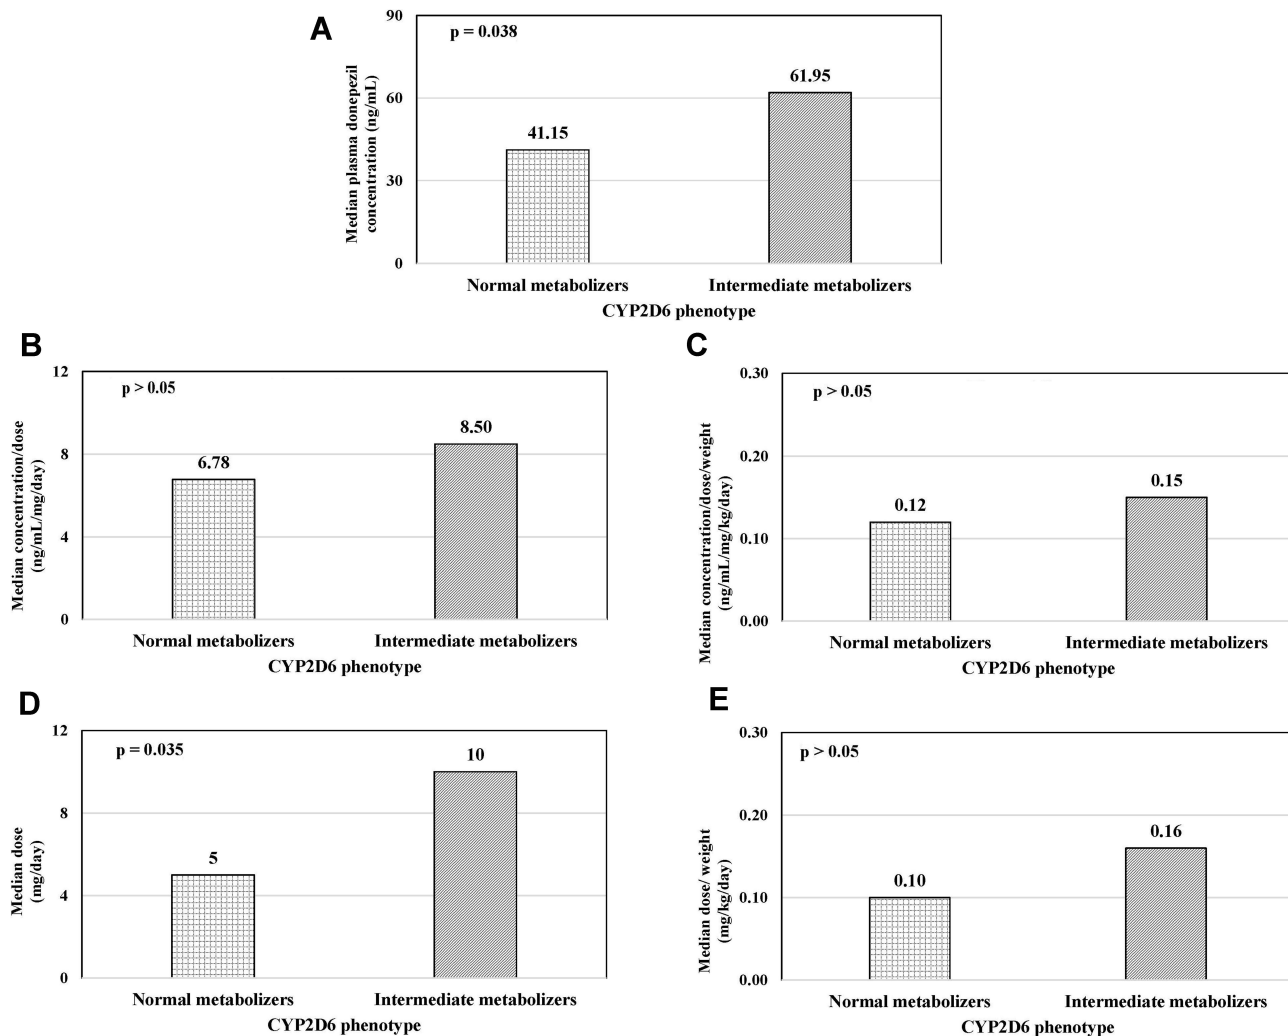 A
p = 0.038
Median plasma donepezil
concentration (ng/mL)
90
60
30
0
41.15
61.95
Normal metabolizers
Intermediate metabolizers
CYP2D6 phenotype
B
p > 0.05
Median concentration/dose
(ng/mL/mg/day)
12
8
4
0
6.78
8.50
Normal metabolizers
Intermediate metabolizers
CYP2D6 phenotype
C
p > 0.05
Median concentration/dose/weight
(ng/mL/mg/kg/day)
0.30
0.20
0.10
0.00
0.12
0.15
Normal metabolizers
Intermediate metabolizers
CYP2D6 phenotype
D
p = 0.035
Median dose
(mg/day)
12
8
4
0
5
10
Normal metabolizers
Intermediate metabolizers
CYP2D6 phenotype
E
p > 0.05
Median dose/ weight
(mg/kg/day)
0.30
0.20
0.10
0.00
0.10
0.16
Normal metabolizers
Intermediate metabolizers
CYP2D6 phenotype